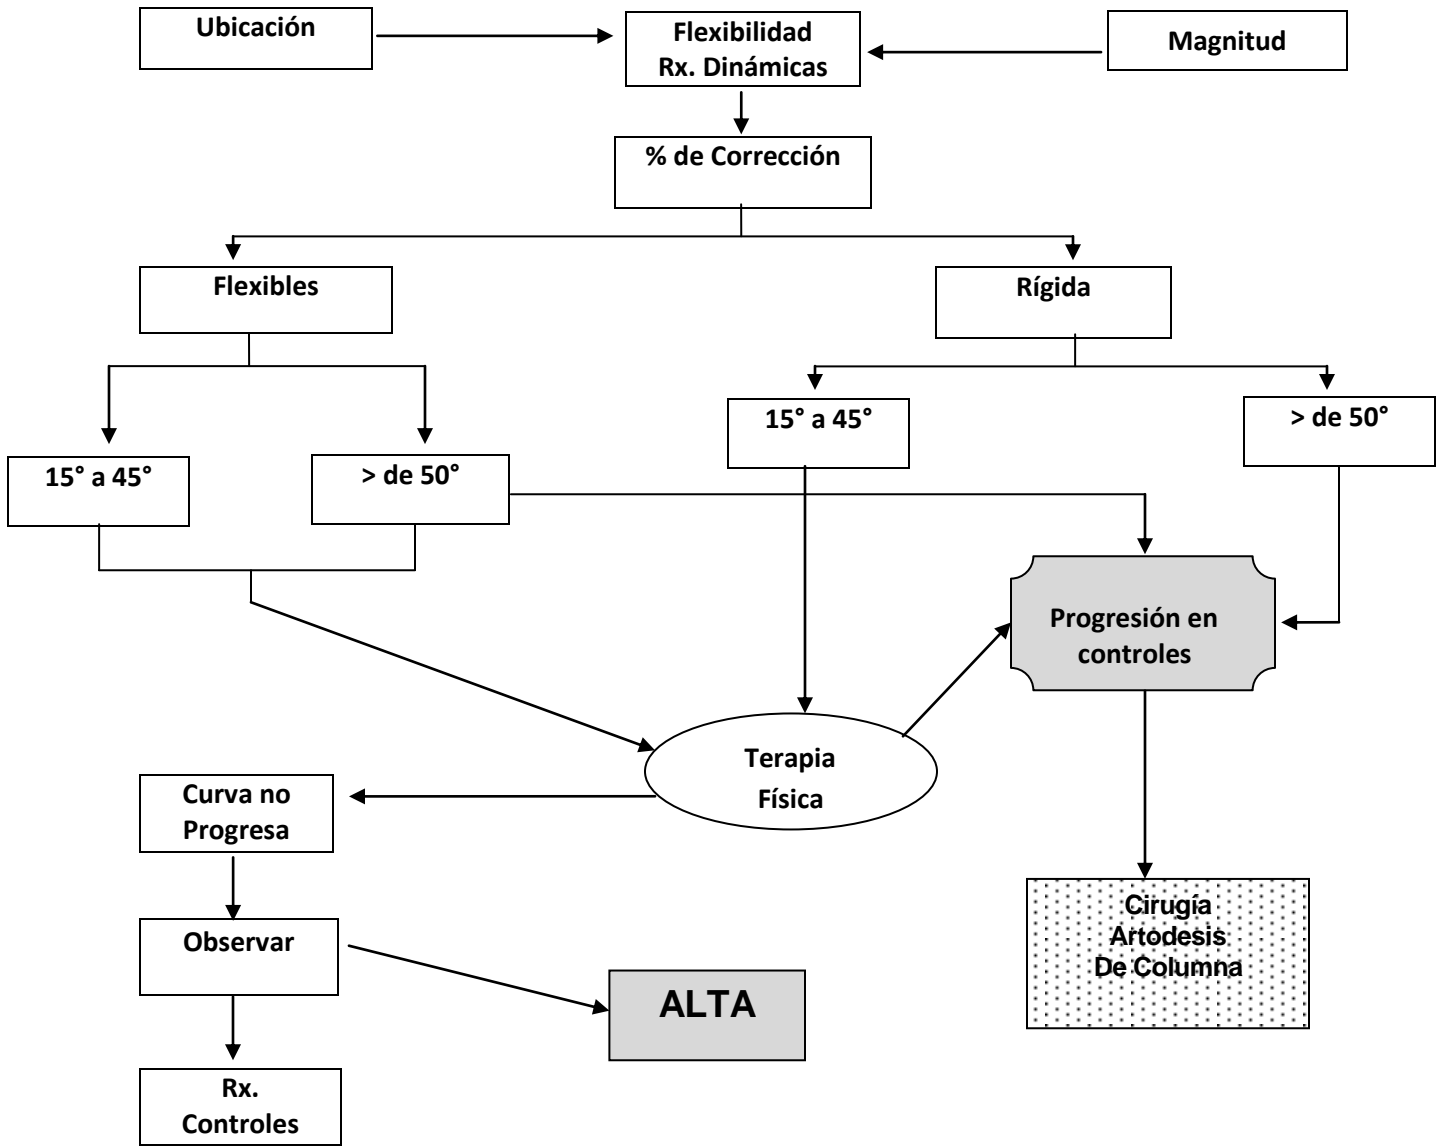 Ubicación
Flexibilidad
Rx. Dinámicas
Magnitud
% de Corrección
Flexibles
Rígida
15° a 45°
> de 50°
15° a 45°
> de 50°
Progresión en
controles
Terapia
Física
Curva no
Progresa
Cirugía
Artodesis
De Columna
Observar
ALTA
Rx.
Controles